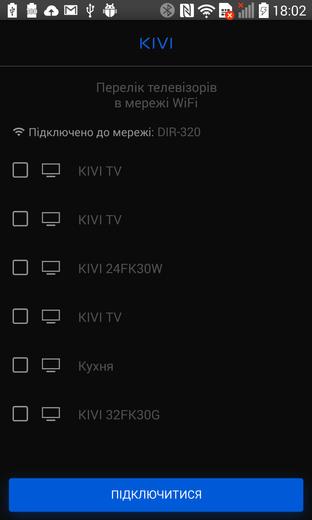 18:02
KIVI
Перелік телевізорів
в мережі WiFi
Підключено до мережі: DIR-320
KIVI TV
KIVI TV
KIVI 24FK30W
KIVI TV
Кухня
KIVI 32FK30G
ПІДКЛЮЧИТИСЯ